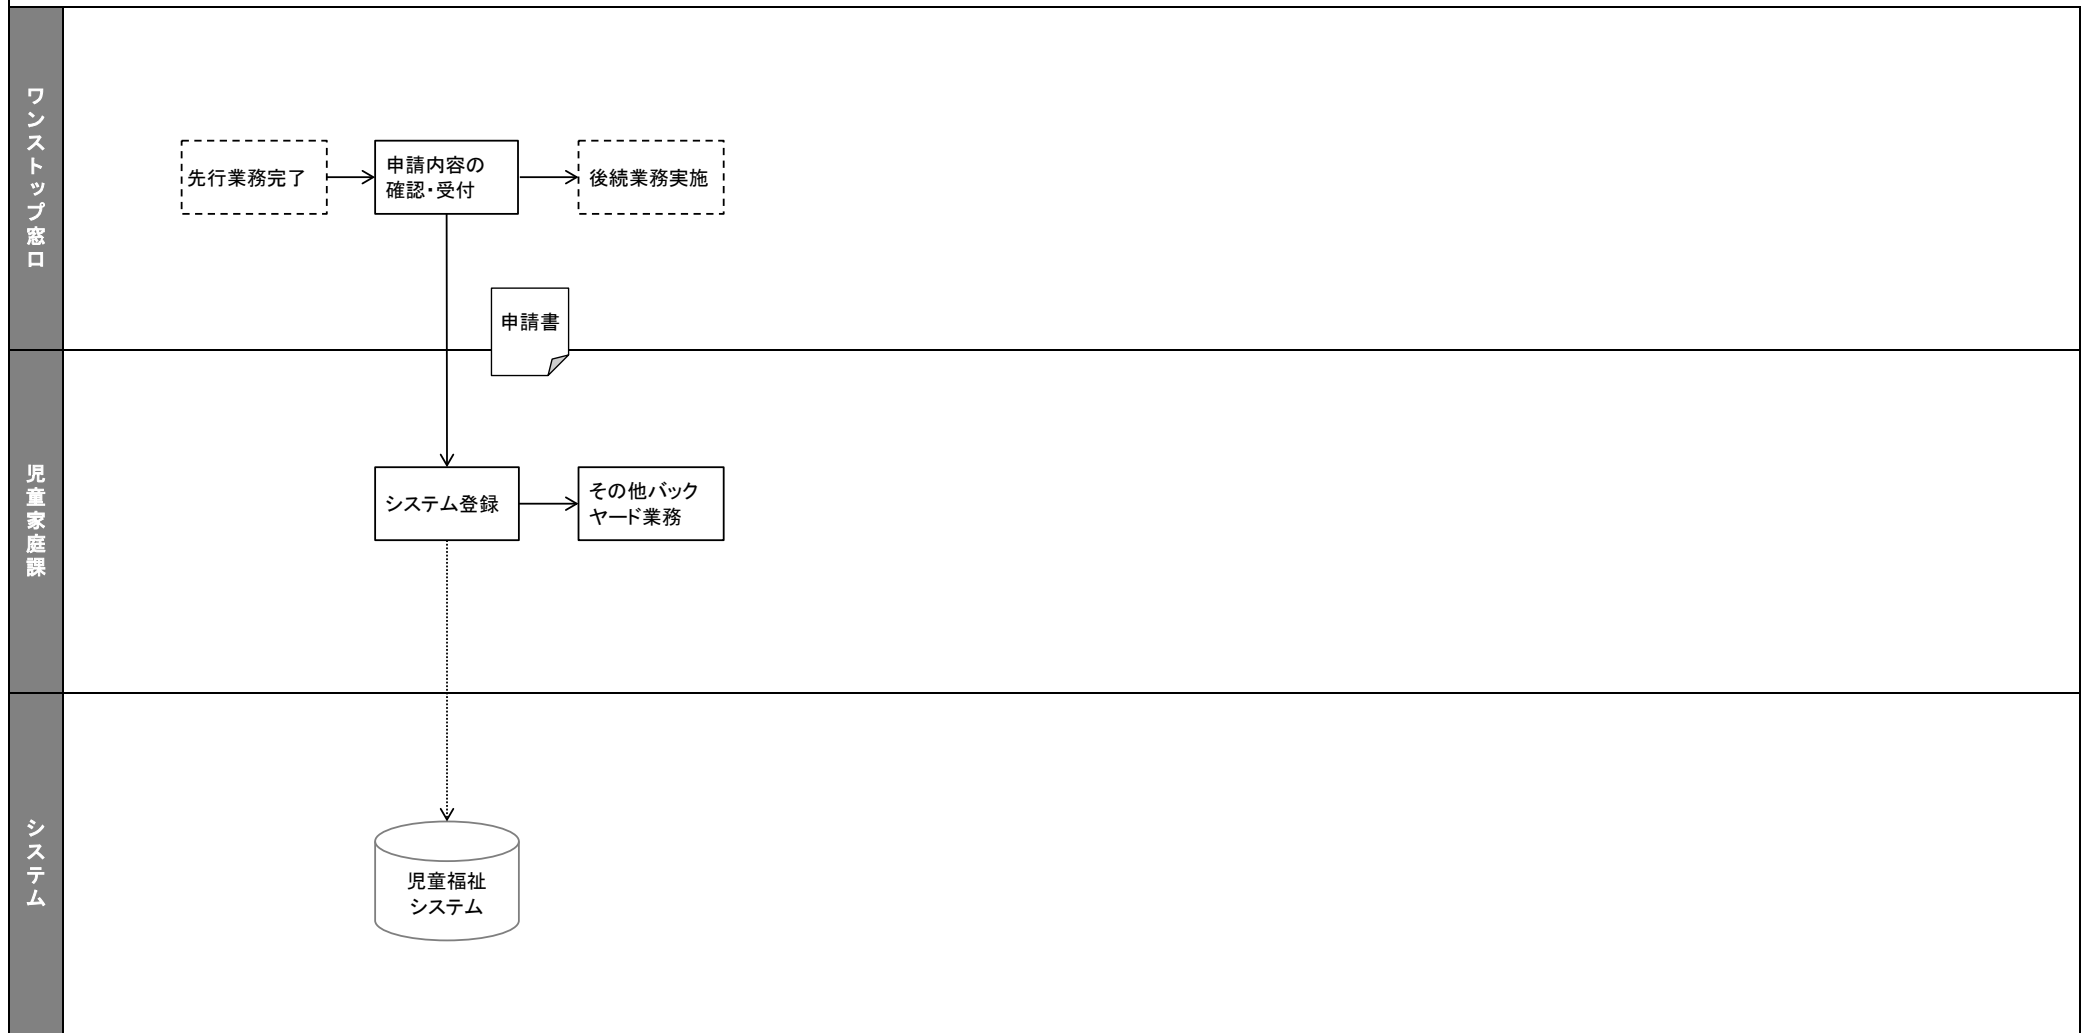 ワンストップ窓口
先行業務完了
申請内容の
確認・受付
後続業務実施
申請書
児童家庭課
システム登録
その他バック
ヤード業務
システム
児童福祉
システム